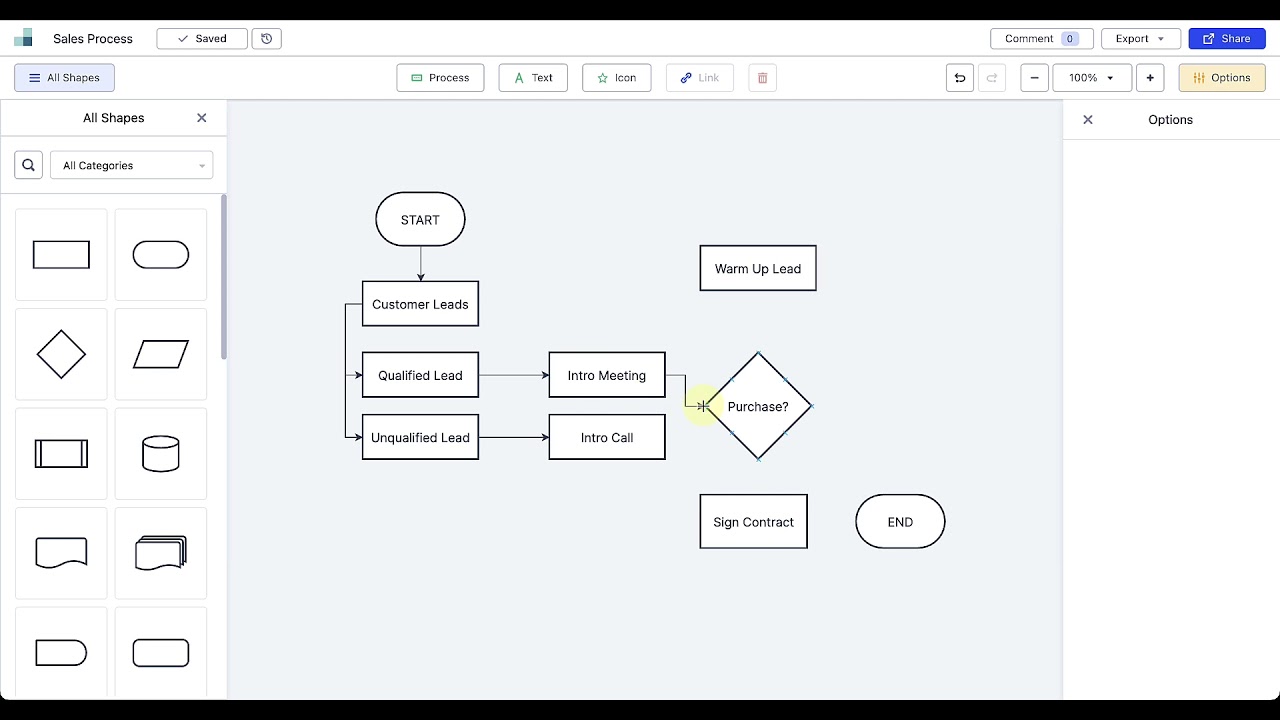 Sales Process
Saved
Comment 0
Export
Share
All Shapes
Process
Text
Icon
Link
100%
Options
All Shapes
All Categories
Options
START
Customer Leads
Warm Up Lead
Qualified Lead
Intro Meeting
Purchase?
Unqualified Lead
Intro Call
Sign Contract
END